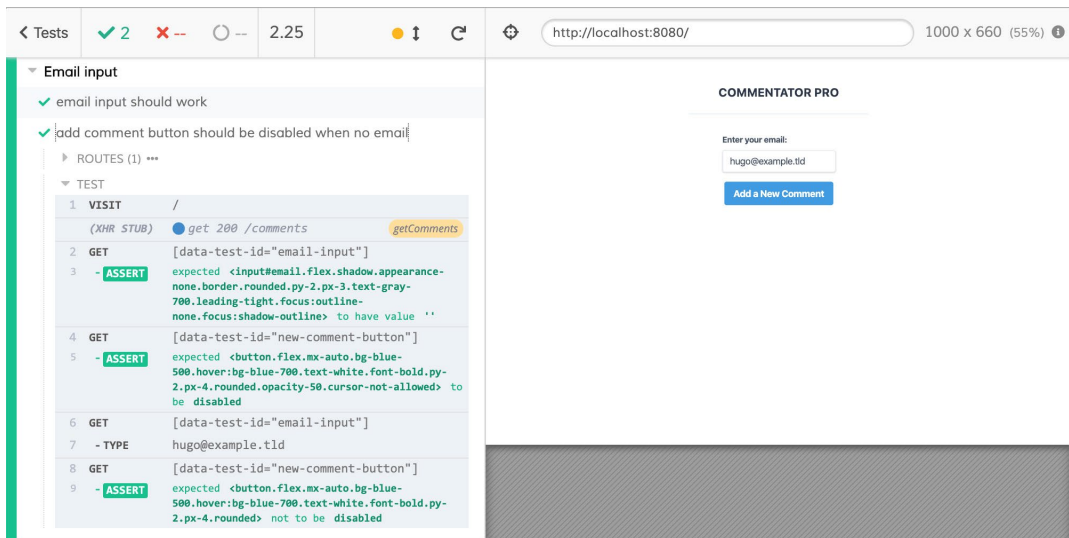 Tests 2 -- -- 2.25
http://localhost:8080/ 1000 x 660 (55%)
Email input
email input should work
add comment button should be disabled when no email
ROUTES (1)
TEST
1 VISIT /
(XHR STUB) get 200 /comments getComments
2 GET [data-test-id="email-input"]
3 - ASSERT expected <input#email.flex.shadow.appearance-
none.border.rounded.py-2.px-3.text-gray-
700.leading-tight.focus:outline-
none.focus:shadow-outline> to have value ''
4 GET [data-test-id="new-comment-button"]
5 - ASSERT expected <button.flex.mx-auto.bg-blue-
500.hover:bg-blue-700.text-white.font-bold.py-
2.px-4.rounded.opacity-50.cursor-not-allowed> to
be disabled
6 GET [data-test-id="email-input"]
7 - TYPE hugo@example.tld
8 GET [data-test-id="new-comment-button"]
9 - ASSERT expected <button.flex.mx-auto.bg-blue-
500.hover:bg-blue-700.text-white.font-bold.py-
2.px-4.rounded> not to be disabled
COMMENTATOR PRO
Enter your email:
hugo@example.tld
Add a New Comment